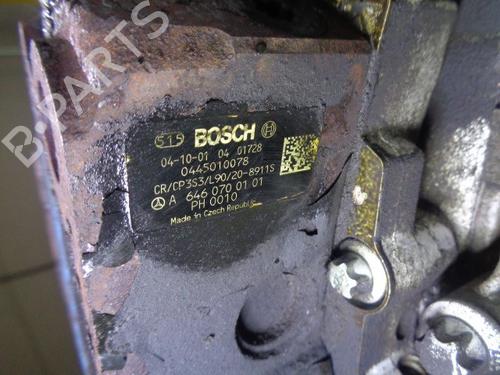 515 BOSCH
04-10-01 04 01728
0445010078
CR/CP3S3/L90/20-8911S
A 646 070 01 01
PH 0010
Made in Czech Republic
B-PARTS